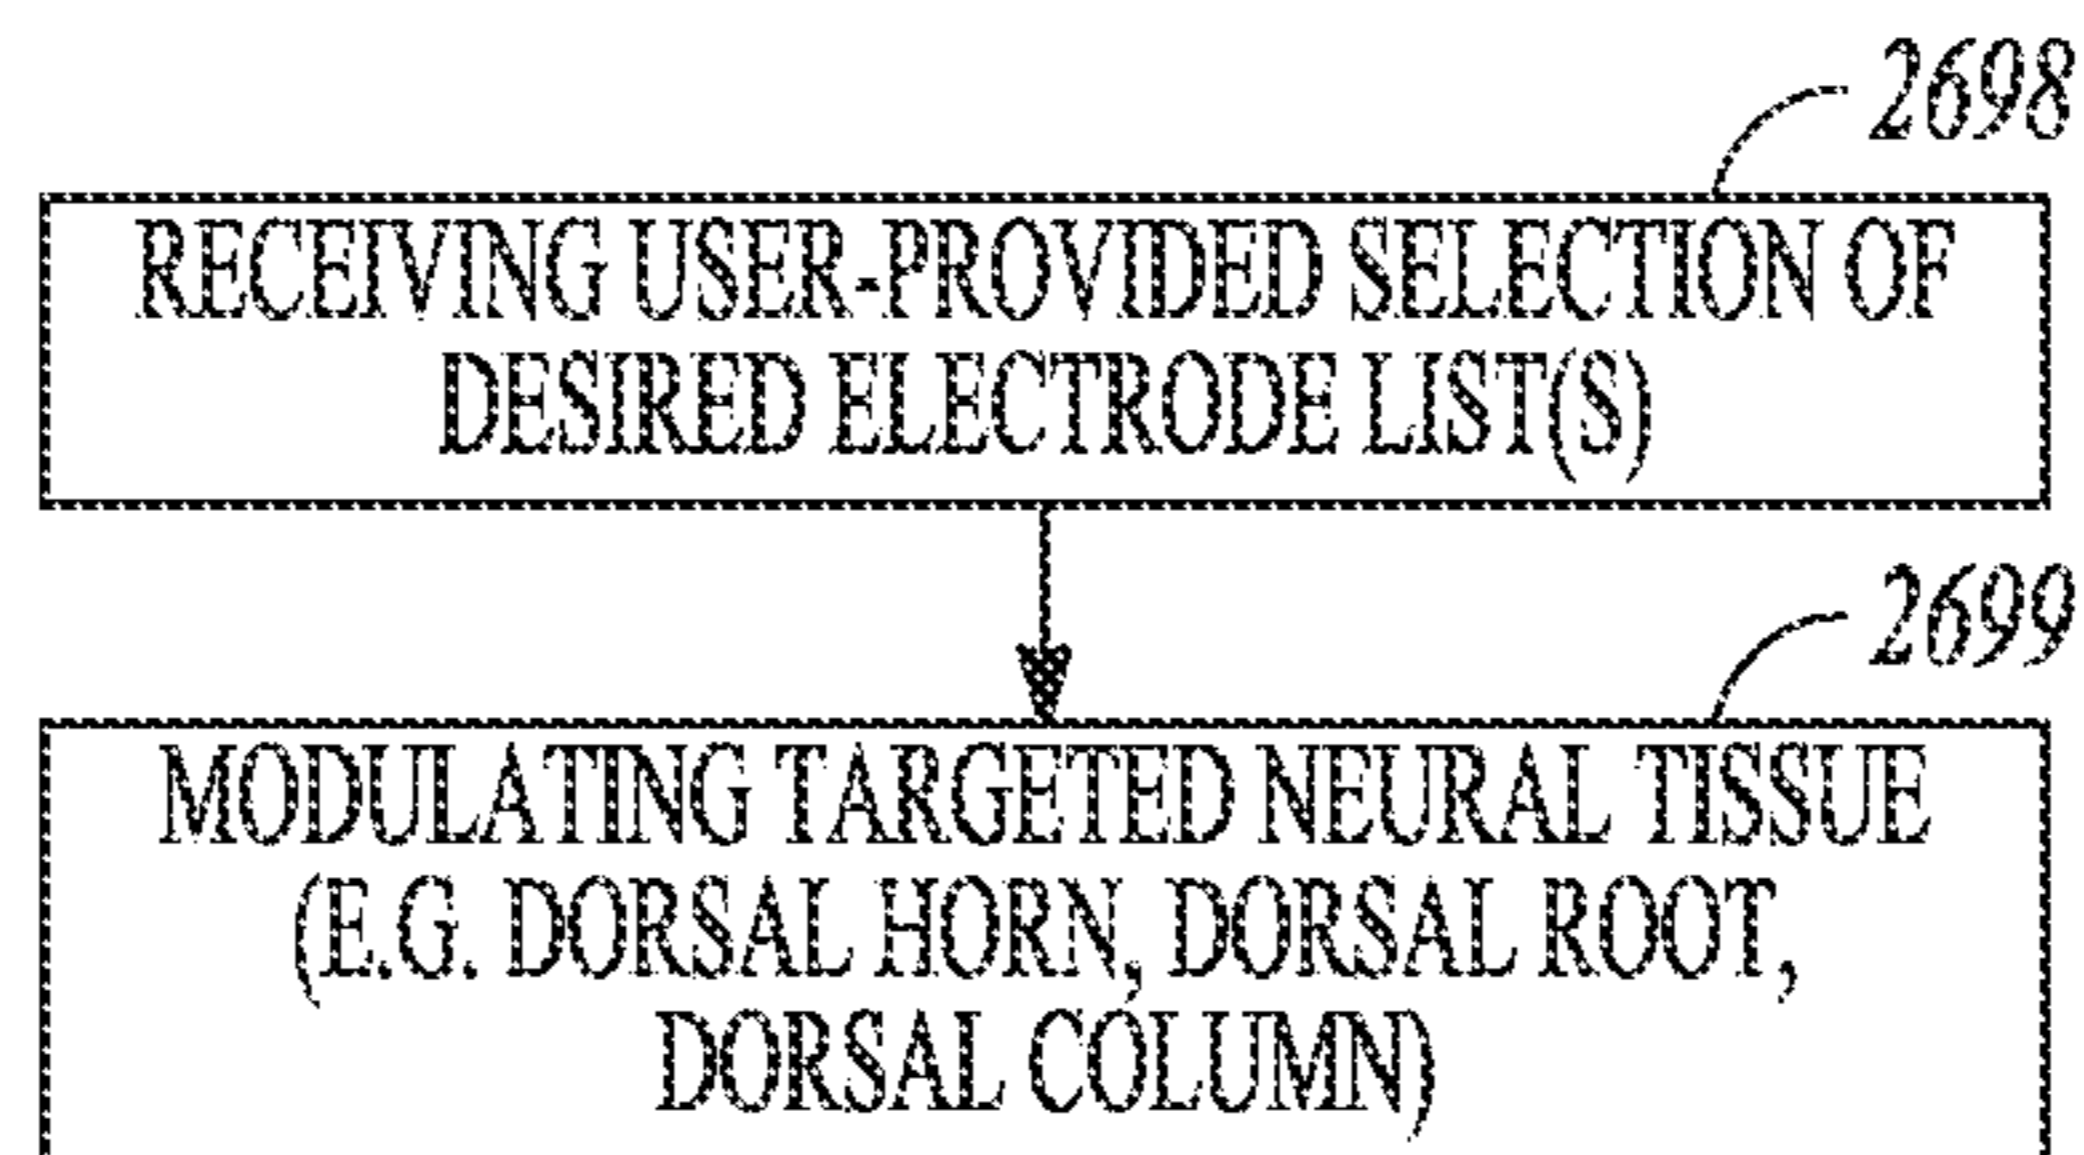 2698
RECEIVING USER-PROVIDED SELECTION OF
DESIRED ELECTRODE LIST(S)
2699
MODULATING TARGETED NEURAL TISSUE
(E.G. DORSAL HORN, DORSAL ROOT,
DORSAL COLUMN)